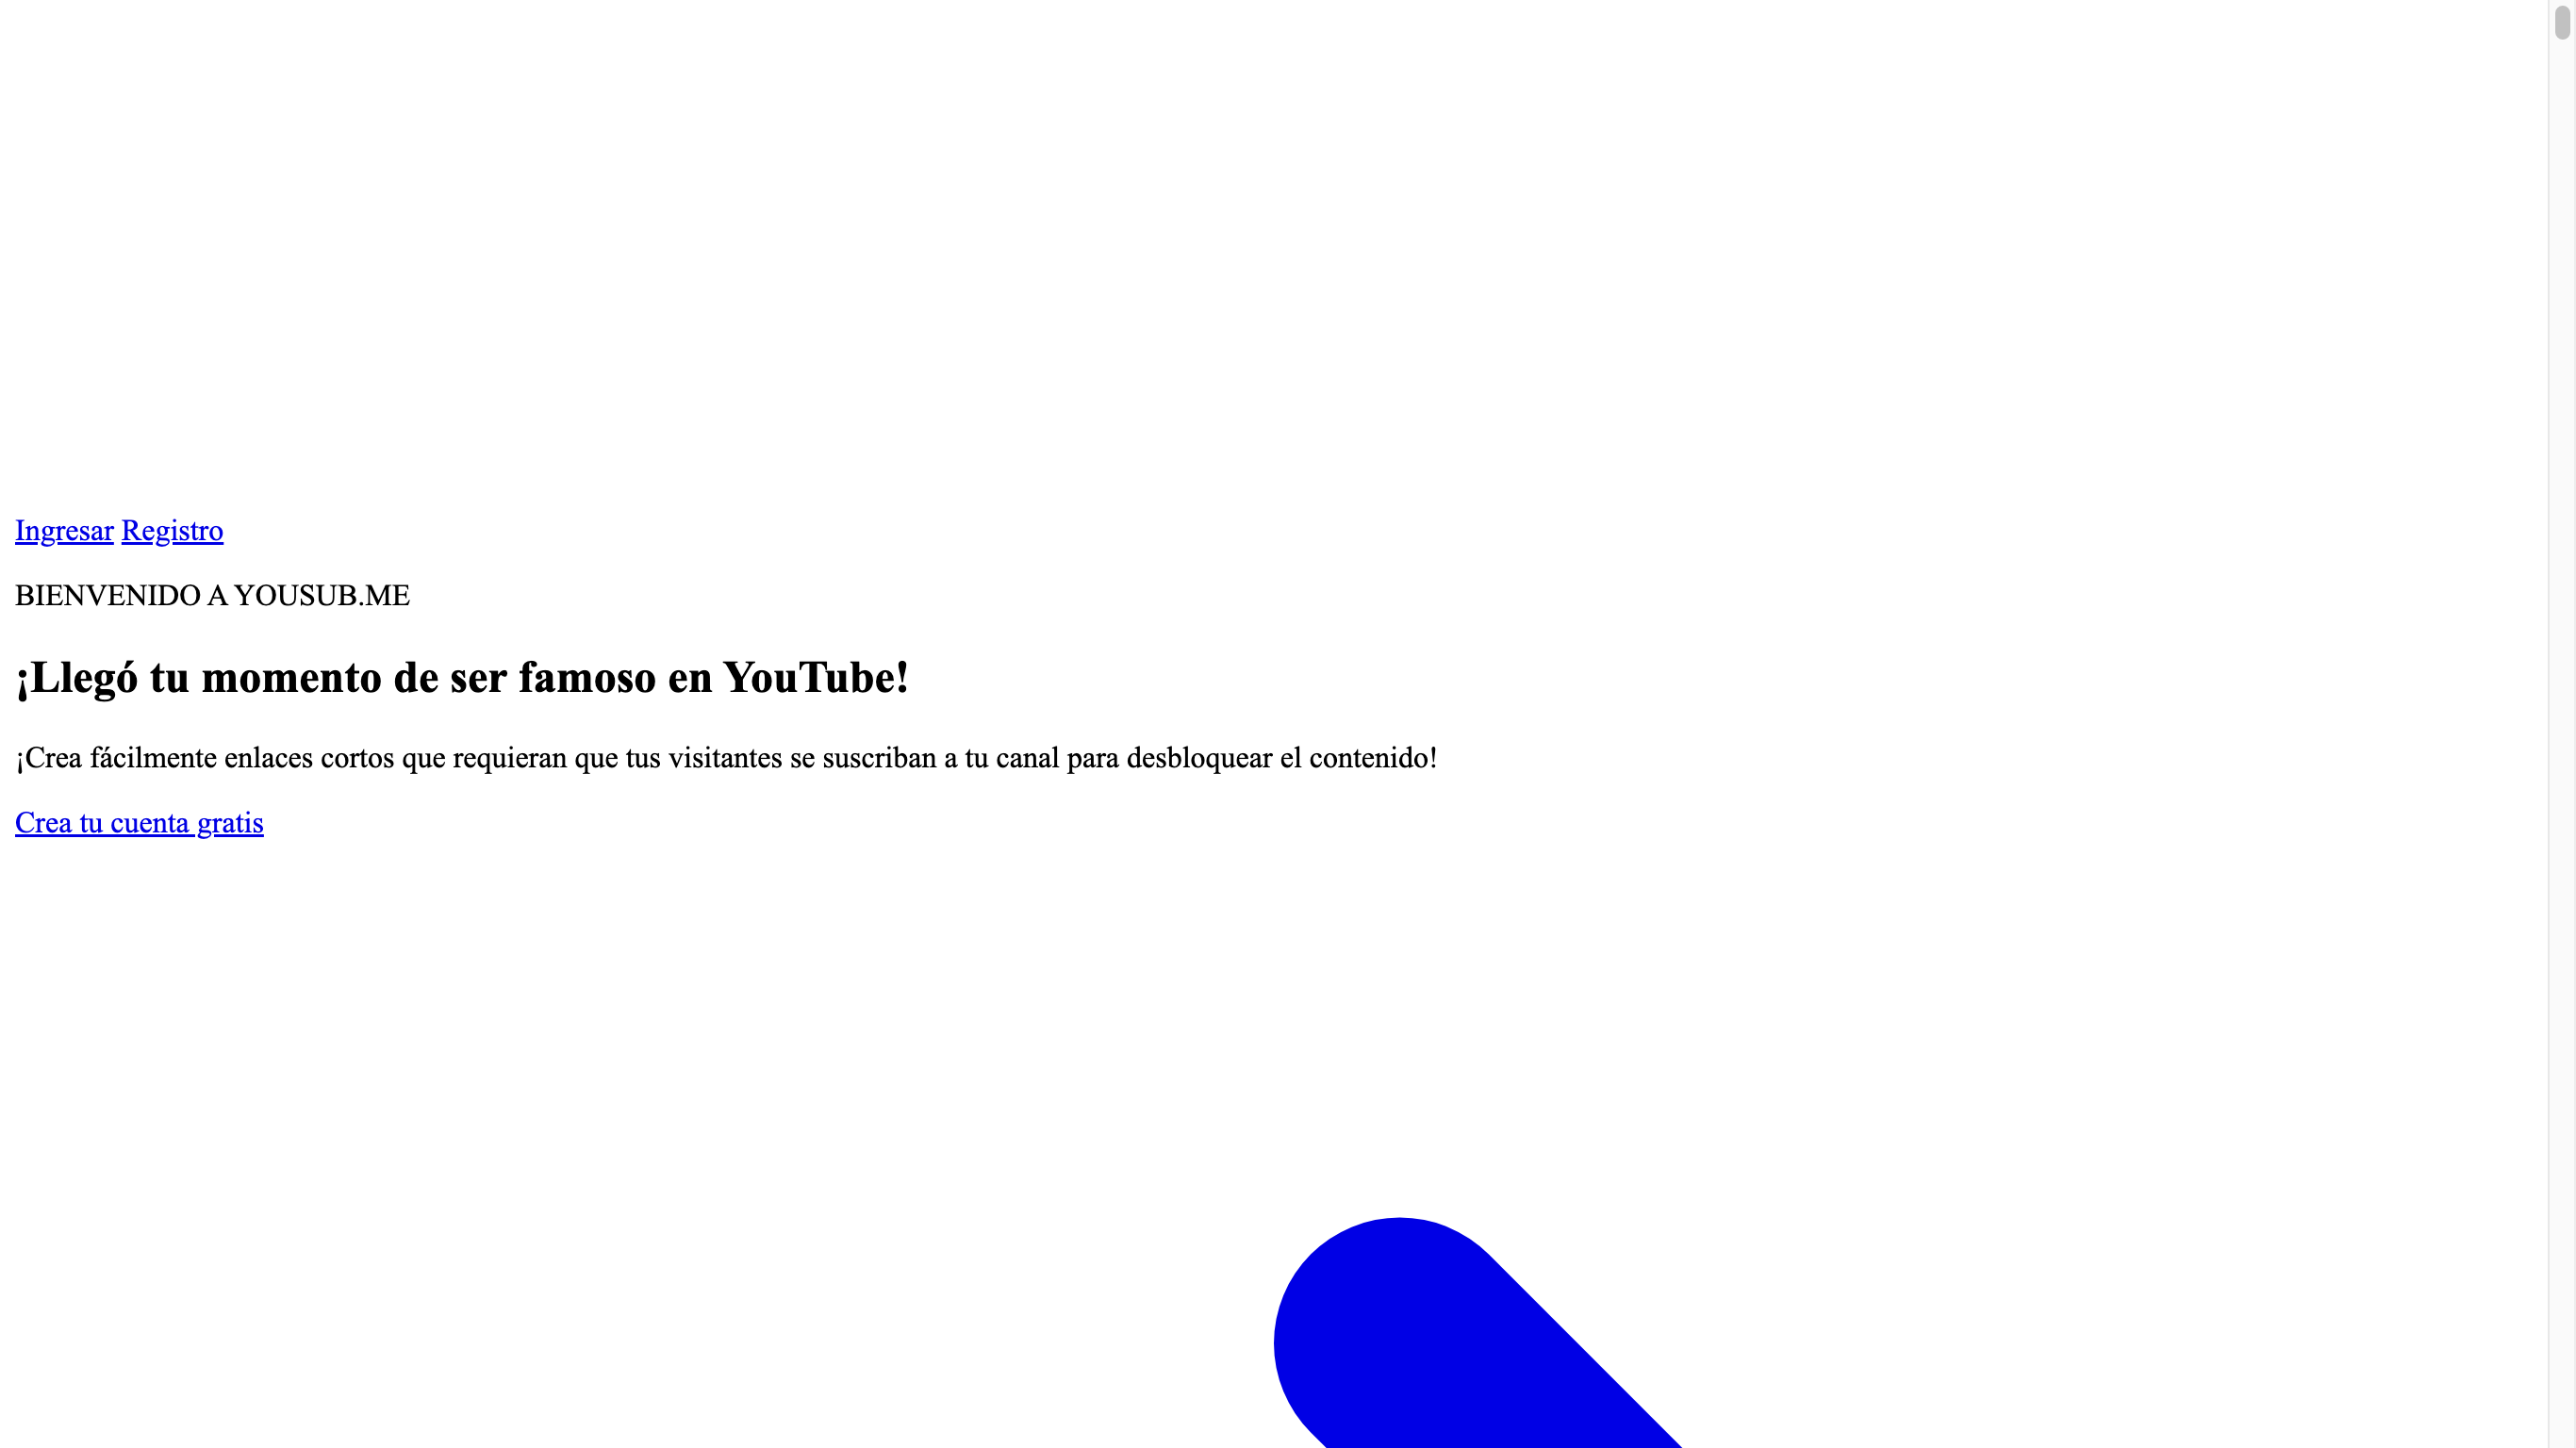 Ingresar Registro
BIENVENIDO A YOUSUB.ME
¡Llegó tu momento de ser famoso en YouTube!
¡Crea fácilmente enlaces cortos que requieran que tus visitantes se suscriban a tu canal para desbloquear el contenido!
Crea tu cuenta gratis